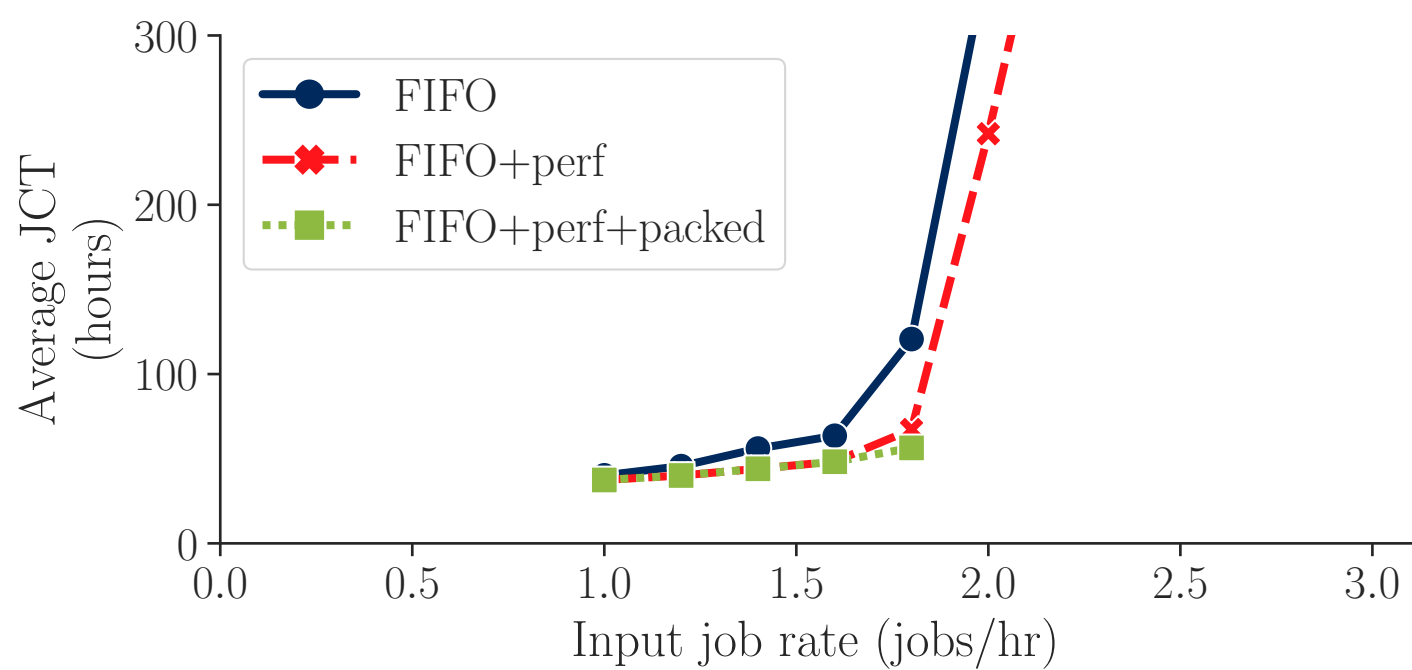 300
200
100
0
Average JCT
(hours)
FIFO
FIFO+perf
FIFO+perf+packed
0.0 0.5 1.0 1.5 2.0 2.5 3.0
Input job rate (jobs/hr)